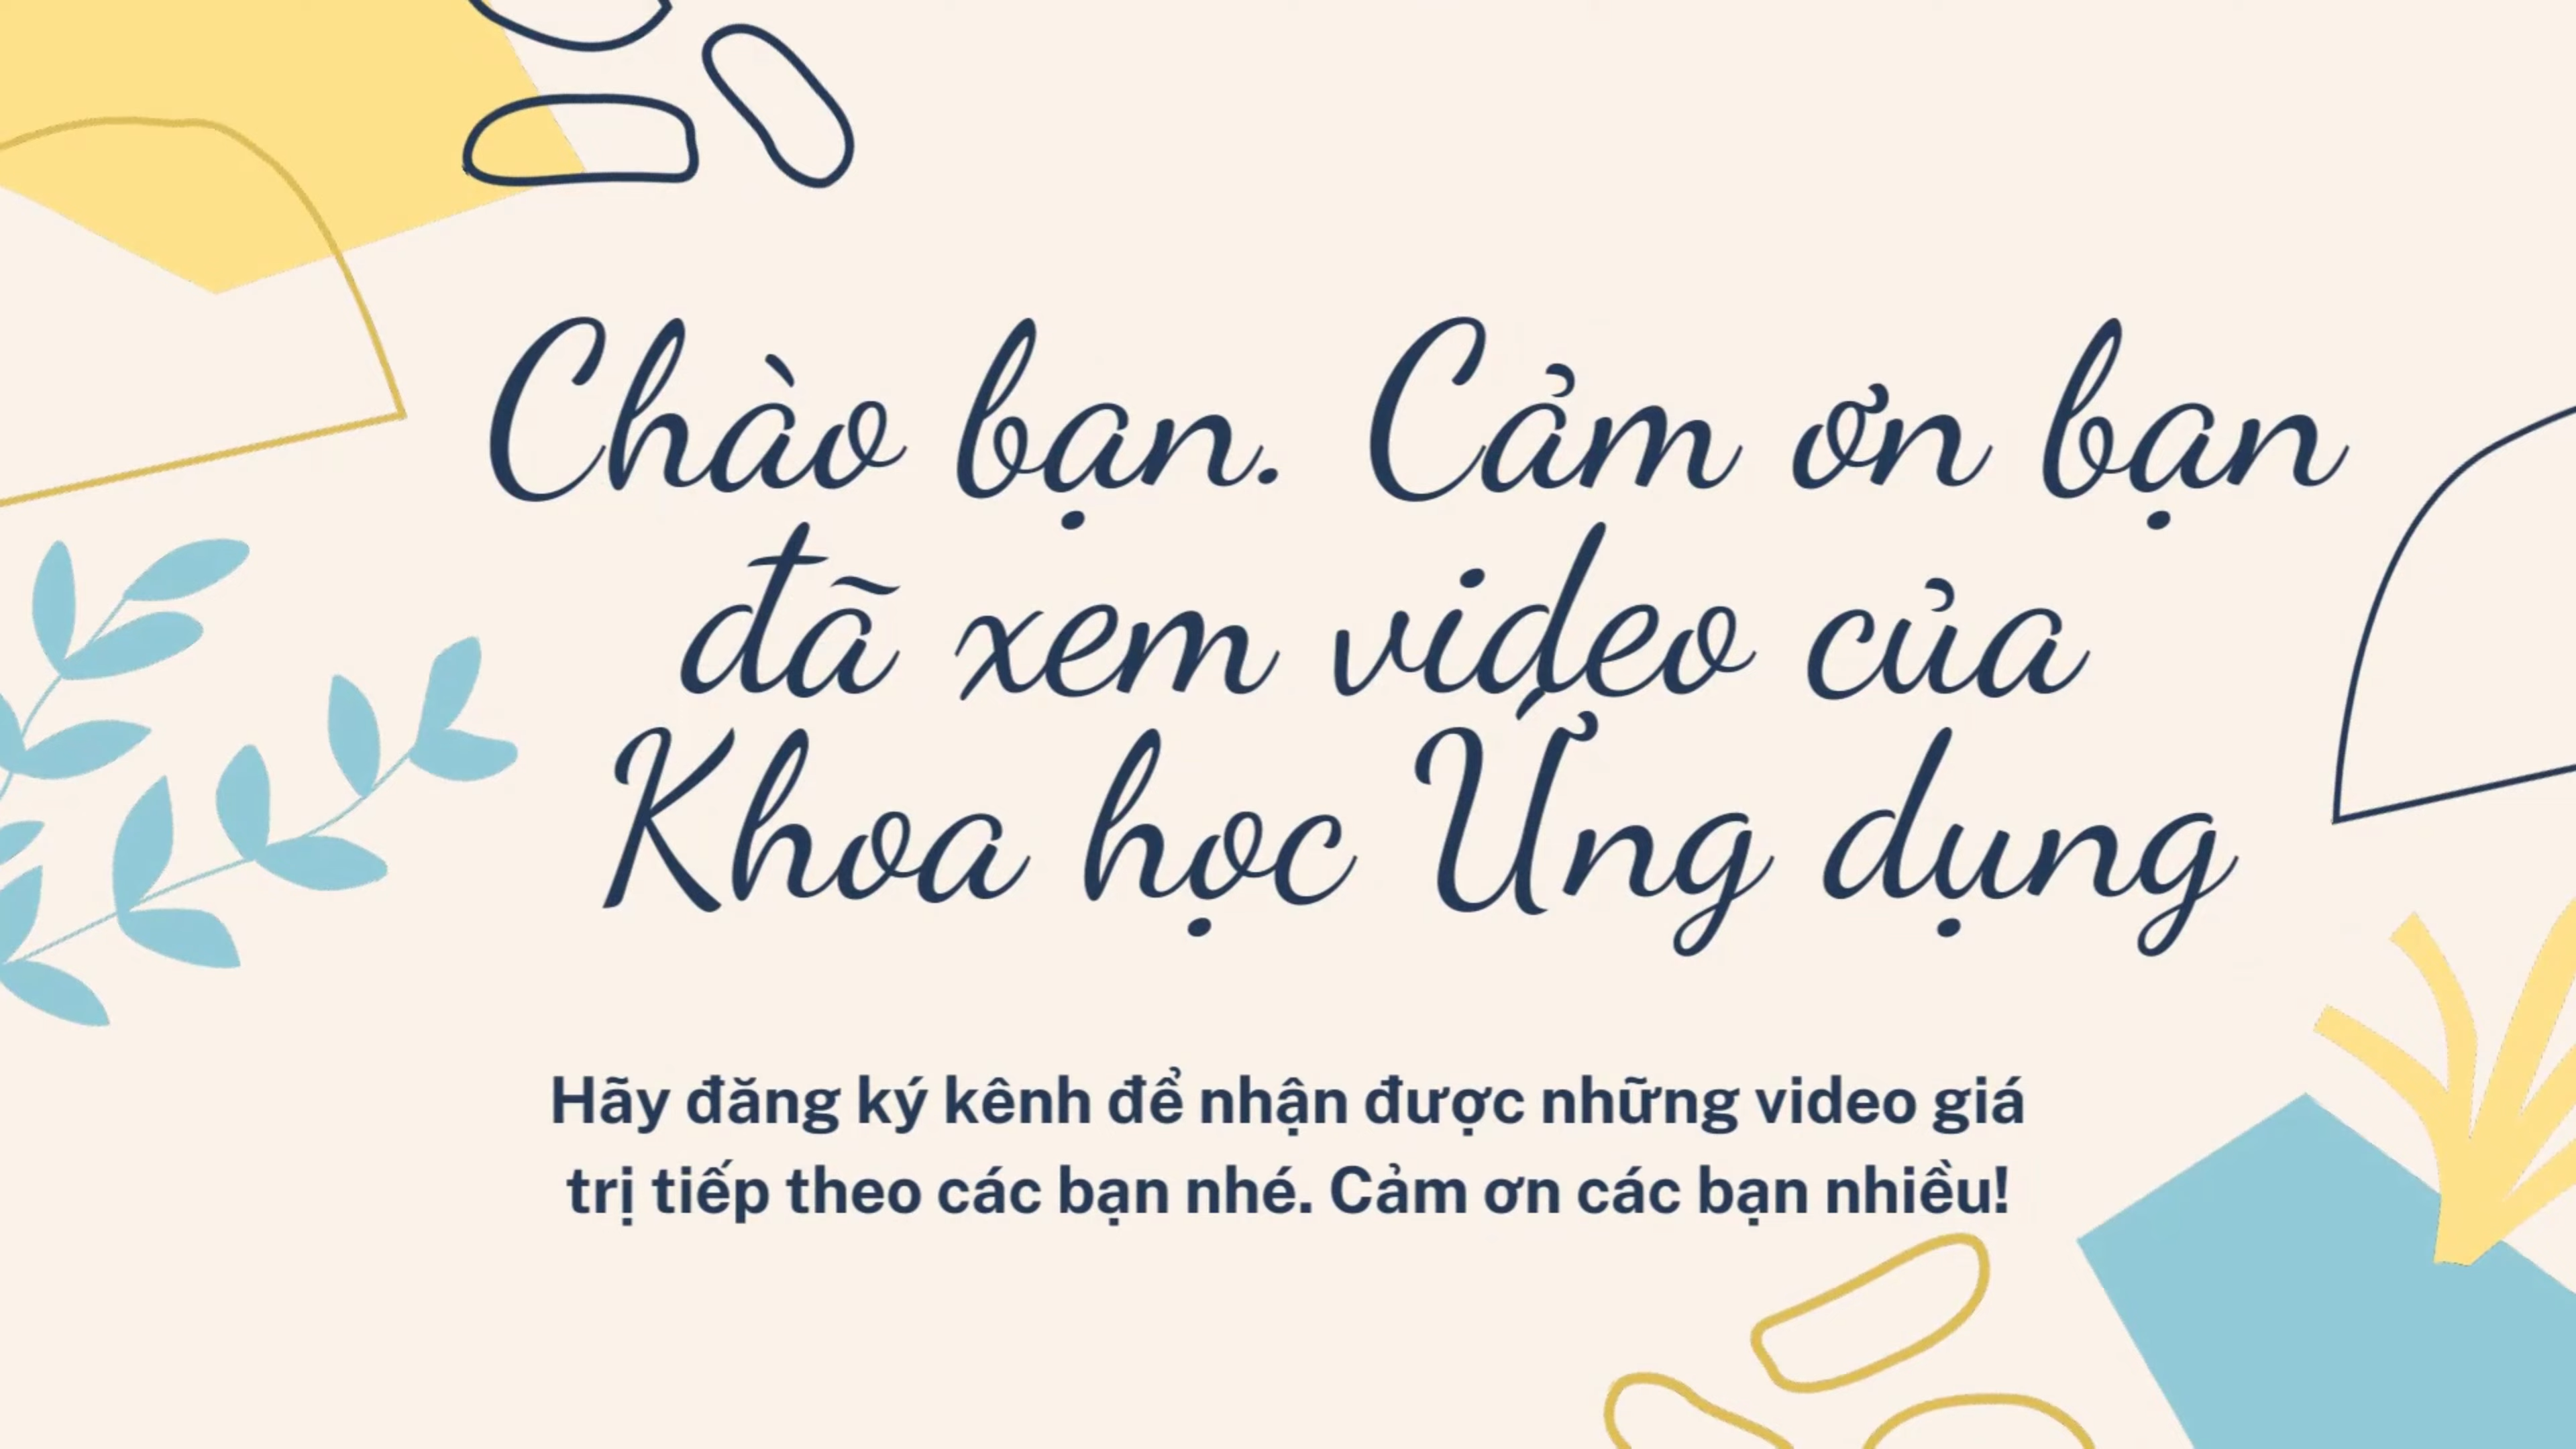 Chào bạn. Cảm ơn bạn
đã xem video của
Khoa học Ứng dụng
Hãy đăng ký kênh để nhận được những video giá
trị tiếp theo các bạn nhé. Cảm ơn các bạn nhiều!